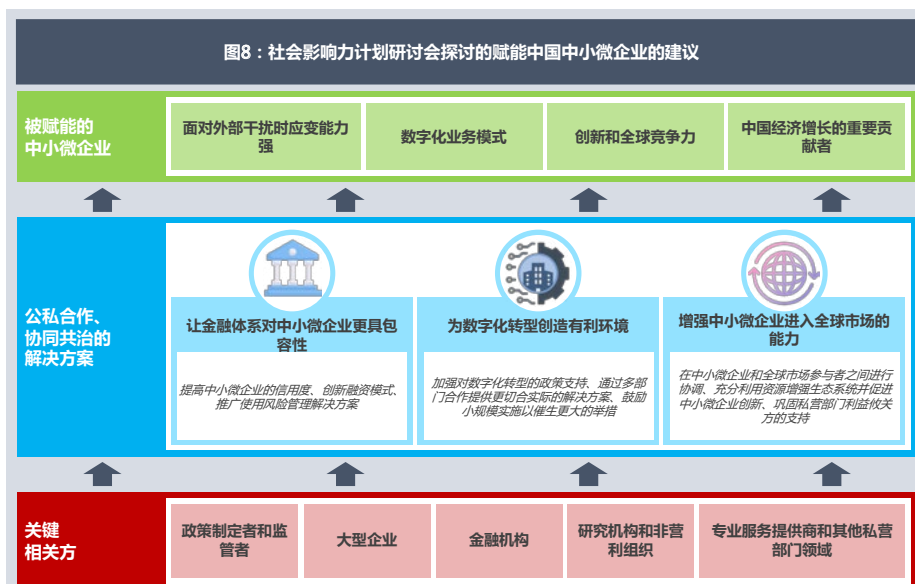 图8：社会影响力计划研讨会探讨的赋能中国中小微企业的建议
被赋能的
中小微企业
面对外部干扰时应变能力
强
数字化业务模式
创新和全球竞争力
中国经济增长的重要贡
献者
公私合作、
协同共治的
解决方案
让金融体系对中小微企业更具包
容性
提高中小微企业的信用度、创新融资模式、
推广使用风险管理解决方案
为数字化转型创造有利环境
加强对数字化转型的政策支持、通过多部
门合作提供更切合实际的解决方案、鼓励
小规模实施以催生更大的举措
增强中小微企业进入全球市场的
能力
在中小微企业和全球市场参与者之间进行
协调、充分利用资源增强生态系统并促进
中小微企业创新、巩固私营部门利益攸关
方的支持
关键
相关方
政策制定者和监
管者
大型企业
金融机构
研究机构和非营
利组织
专业服务提供商和其他私营
部门领域